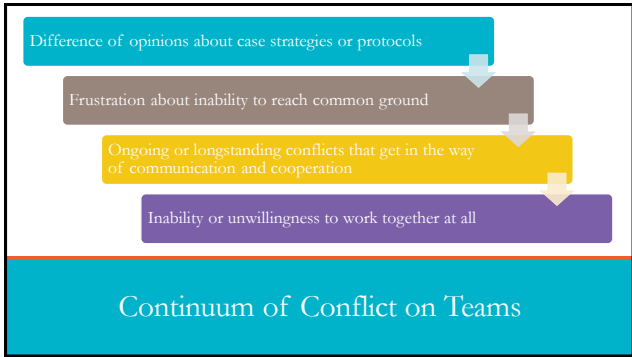 Difference of opinions about case strategies or protocols
Frustration about inability to reach common ground
Ongoing or longstanding conflicts that get in the way
of communication and cooperation
Inability or unwillingness to work together at all
Continuum of Conflict on Teams